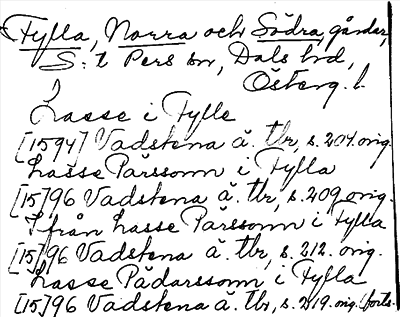 Fylla, Norra och Södra, gårdar,
S:t Pers sn, Dals hd,
Österg. l.
Lasse i Fylle
[1594] Vadstena ä. tb, s. 204. orig.
Lasse Pärssonn i Fylla
[15]96 Vadstena ä. tb, s. 209 orig.
Ifrån Lasse Pärssonn i Fylla
[15]96 Vadstena ä. tb, s. 212. orig.
Lasse Pädarssonn i Fylla
[15]96 Vadstena ä. tb, s. 219. orig. (forts.